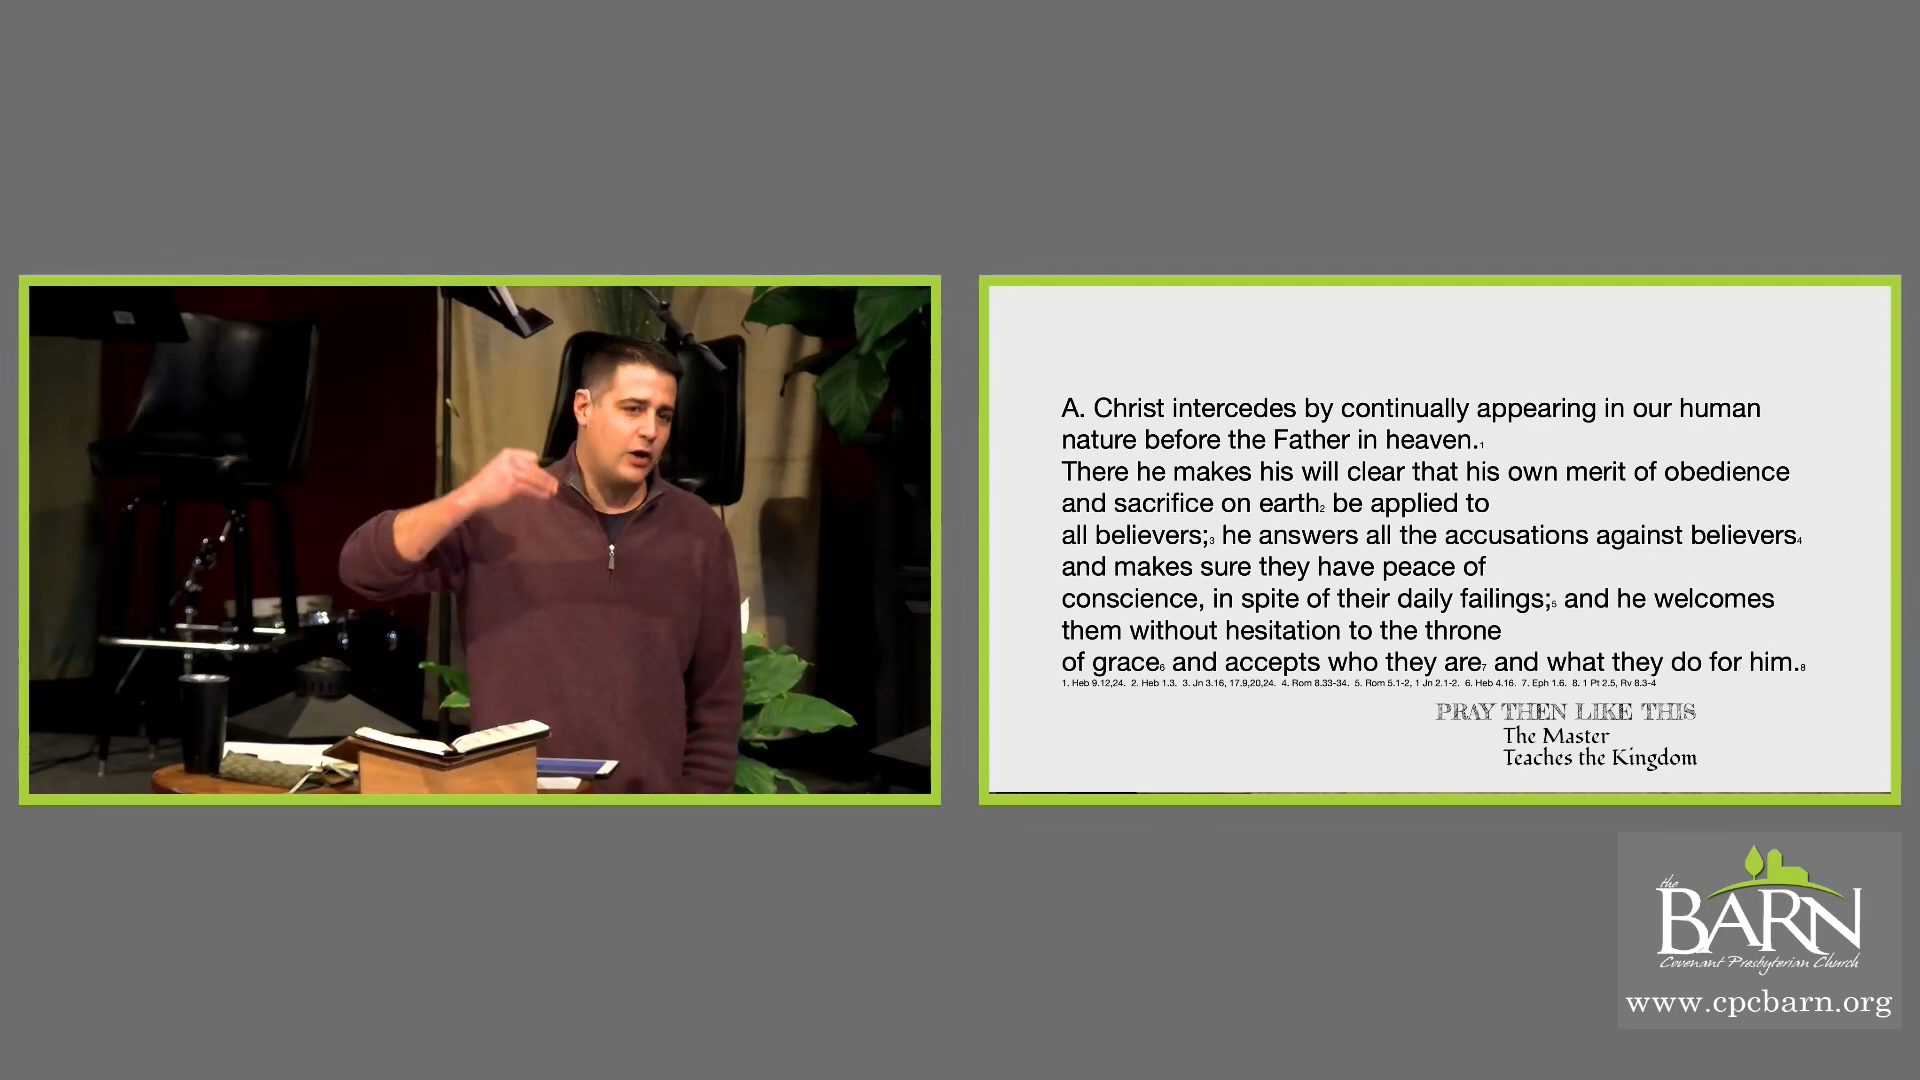 A. Christ intercedes by continually appearing in our human
nature before the Father in heaven.1
There he makes his will clear that his own merit of obedience
and sacrifice on earth2 be applied to
all believers;3 he answers all the accusations against believers4
and makes sure they have peace of
conscience, in spite of their daily failings;5 and he welcomes
them without hesitation to the throne
of grace6 and accepts who they are7 and what they do for him.8
1. Heb 9.12,24. 2. Heb 1.3. 3. Jn 3.16, 17.9,20,24. 4. Rom 8.33-34. 5. Rom 5.1-2, 1 Jn 2.1-2. 6. Heb 4.16. 7. Eph 1.6. 8. 1 Pt 2.5, Rv 8.3-4
PRAY THEN LIKE THIS
The Master
Teaches the Kingdom
the
BARN
Covenant Presbyterian Church
www.cpcbarn.org